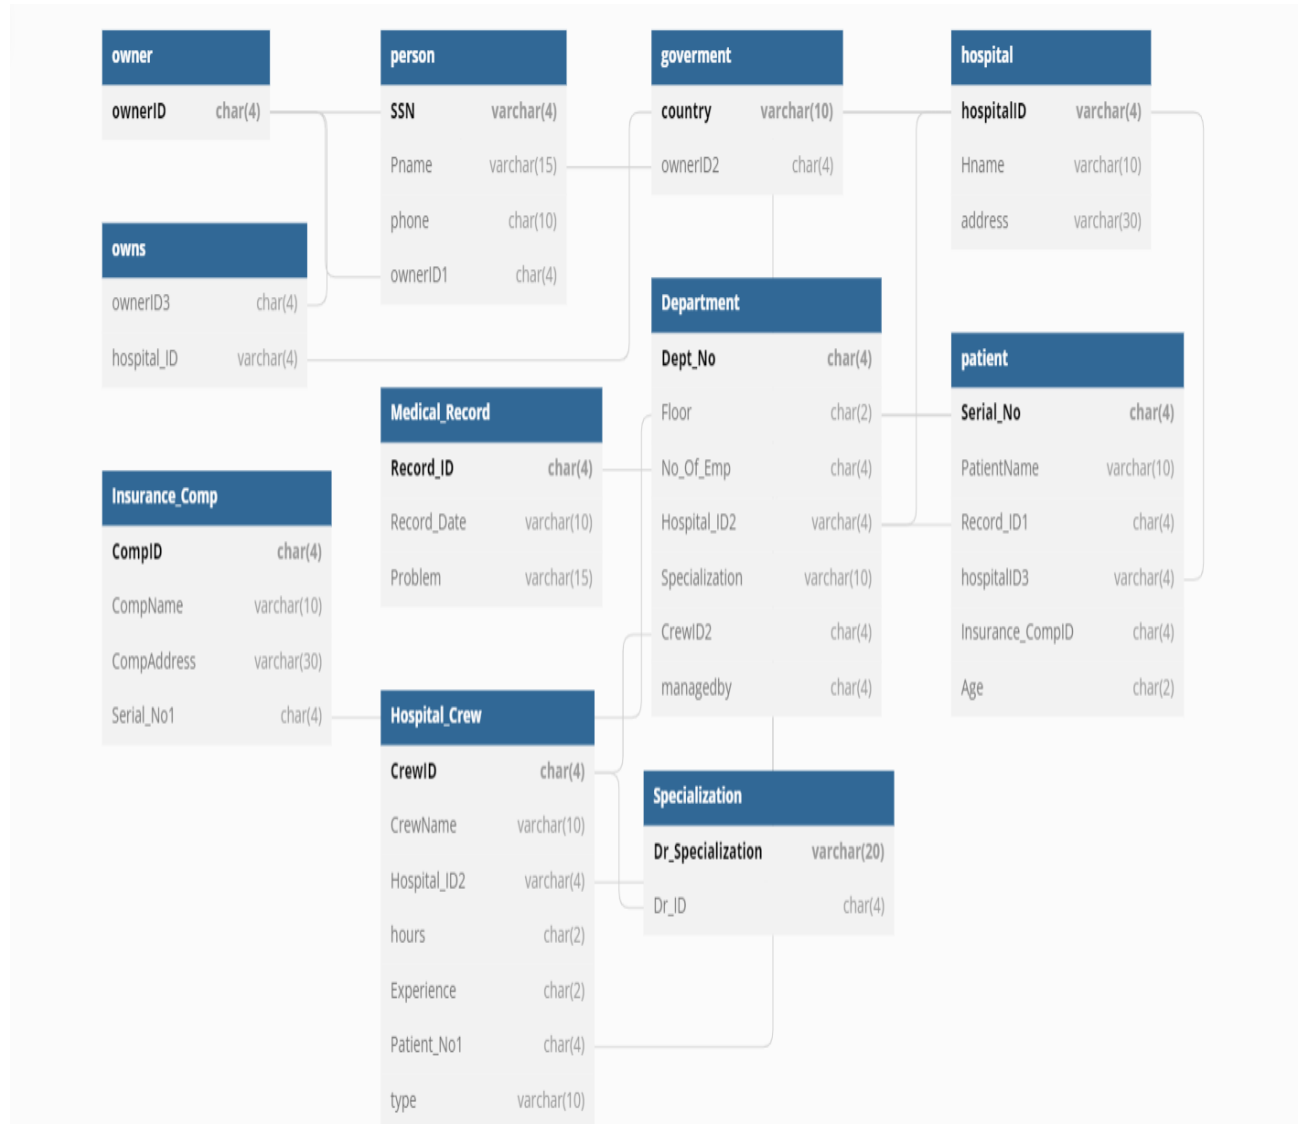 owner
ownerID char(4)
person
SSN varchar(4)
Pname varchar(15)
phone char(10)
ownerID1 char(4)
goverment
country varchar(10)
ownerID2 char(4)
hospital
hospitalID varchar(4)
Hname varchar(10)
address varchar(30)
owns
ownerID3 char(4)
hospital_ID varchar(4)
Department
Dept_No char(4)
Floor char(2)
No_Of_Emp char(4)
Hospital_ID2 varchar(4)
Specialization varchar(10)
CrewID2 char(4)
managedby char(4)
patient
Serial_No char(4)
PatientName varchar(10)
Record_ID1 char(4)
hospitalID3 varchar(4)
Insurance_CompID char(4)
Age char(2)
Medical_Record
Record_ID char(4)
Record_Date varchar(10)
Problem varchar(15)
Insurance_Comp
CompID char(4)
CompName varchar(10)
CompAddress varchar(30)
Serial_No1 char(4)
Hospital_Crew
CrewID char(4)
CrewName varchar(10)
Hospital_ID2 varchar(4)
hours char(2)
Experience char(2)
Patient_No1 char(4)
type varchar(10)
Specialization
Dr_Specialization varchar(20)
Dr_ID char(4)